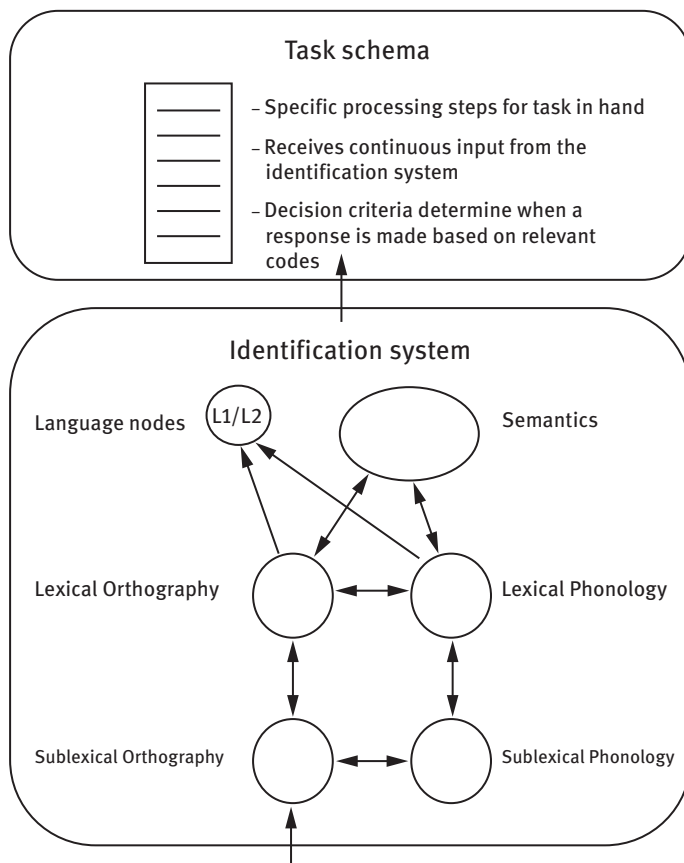 Task schema
– Specific processing steps for task in hand
– Receives continuous input from the
identification system
– Decision criteria determine when a
response is made based on relevant
codes
Identification system
Language nodes
L1/L2
Semantics
Lexical Orthography
Lexical Phonology
Sublexical Orthography
Sublexical Phonology